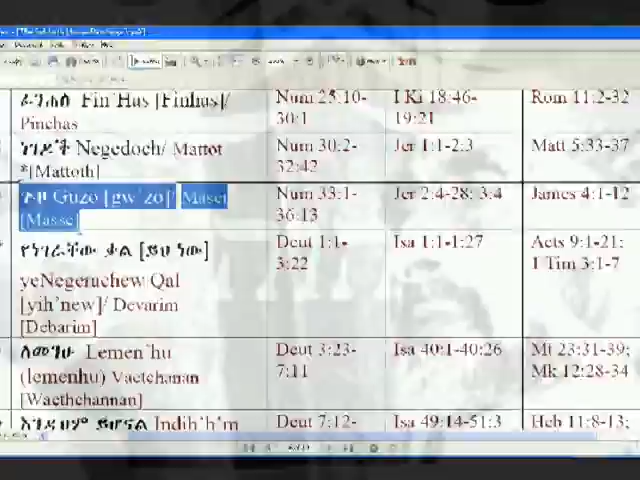 ፊንሐስ Fin'Hus [Finhus]/ Num 25:10- I Ki 18:46- Rom 11:2-32
Pinchas 30:1 19:21
ነገዶች Negedoch/ Mattot Num 30:2- Jer 1:1-2:3 Matt 5:33-37
*[Mattoth] 32:42
ጉዞ Guzo [gw'zo]/ Masei Num 33:1- Jer 2:4-28; 3:4 James 4:1-12
[Masse] 36:13
የነገራቸው ቃል [ይህ ነው] Deut 1:1- Isa 1:1-1:27 Acts 9:1-21;
yeNegeruchew Qal 3:22 1 Tim 3:1-7
[yih'new]/ Devarim
[Debarim]
ለመንሁ Lemen'hu Deut 3:23- Isa 40:1-40:26 Mt 23:31-39;
(lemenhu) Vaetchanan 7:11 Mk 12:28-34
[Waethchannan]
እንዲህም ይሆናል Indih'h'm Deut 7:12- Isa 49:14-51:3 Heb 11:8-13;